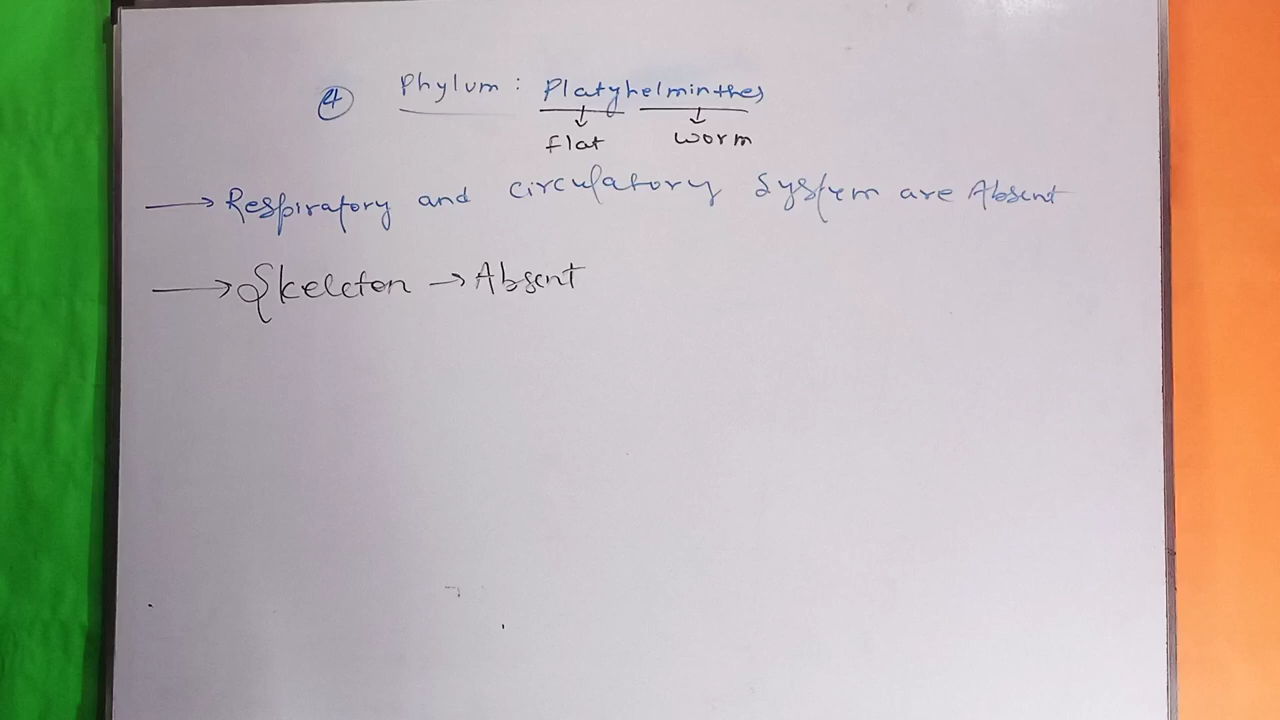 ④ Phylum : Platyhelminthes
↓ ↓
flat worm
→ Respiratory and circulatory System are Absent
→ Skeleton → Absent